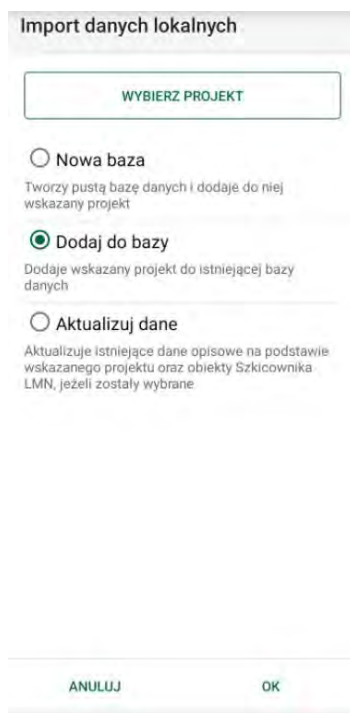 Import danych lokalnych
WYBIERZ PROJEKT
Nowa baza
Tworzy pustą bazę danych i dodaje do niej
wskazany projekt
Dodaj do bazy
Dodaje wskazany projekt do istniejącej bazy
danych
Aktualizuj dane
Aktualizuje istniejące dane opisowe na podstawie
wskazanego projektu oraz obiekty Szkicownika
LMN, jeżeli zostały wybrane
ANULUJ OK